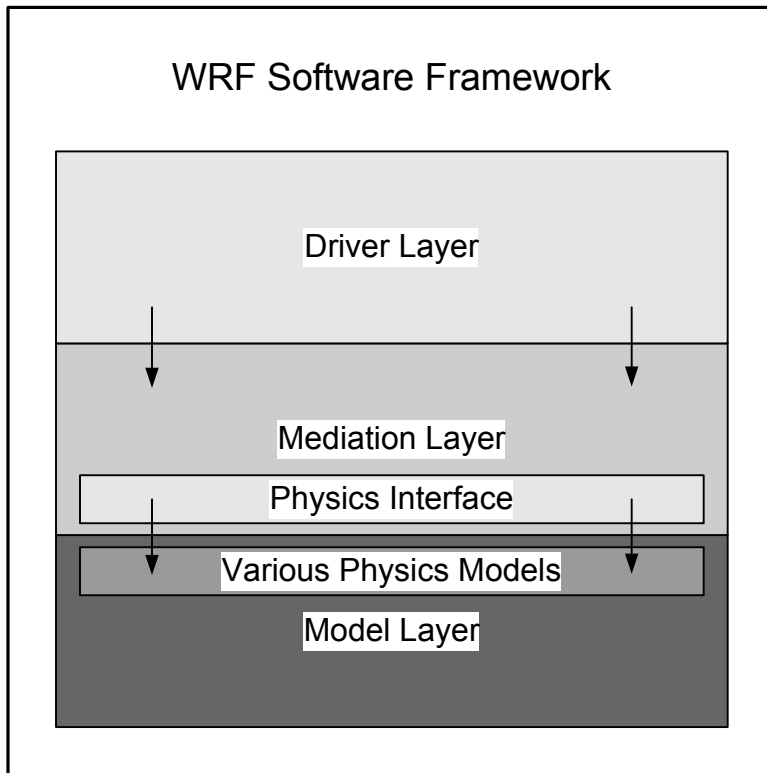 WRF Software Framework
Driver Layer
Mediation Layer
Physics Interface
Various Physics Models
Model Layer